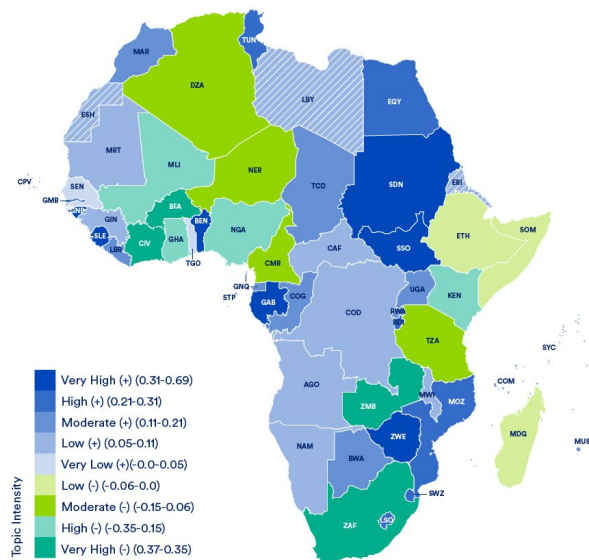 TUN
MAR
DZA
LBY
EGY
ESH
MRT
MLI
NER
TCD
SDN
ERI
CPV
SEN
GMB
GNB
GIN
BFA
BEN
NGA
SLE
LBR
CIV
GHA
TGO
CMR
CAF
SSO
ETH
SOM
GNQ
STP
GAB
COG
COD
UGA
KEN
RWA
BDI
TZA
SYC
COM
AGO
ZMB
MWI
MOZ
ZWE
MDG
MUS
NAM
BWA
SWZ
ZAF
LSO
Topic Intensity
Very High (+) (0.31-0.69)
High (+) (0.21-0.31)
Moderate (+) (0.11-0.21)
Low (+) (0.05-0.11)
Very Low (+)(-0.0-0.05)
Low (-) (-0.06-0.0)
Moderate (-) (-0.15-0.06)
High (-) (-0.35-0.15)
Very High (-) (0.37-0.35)